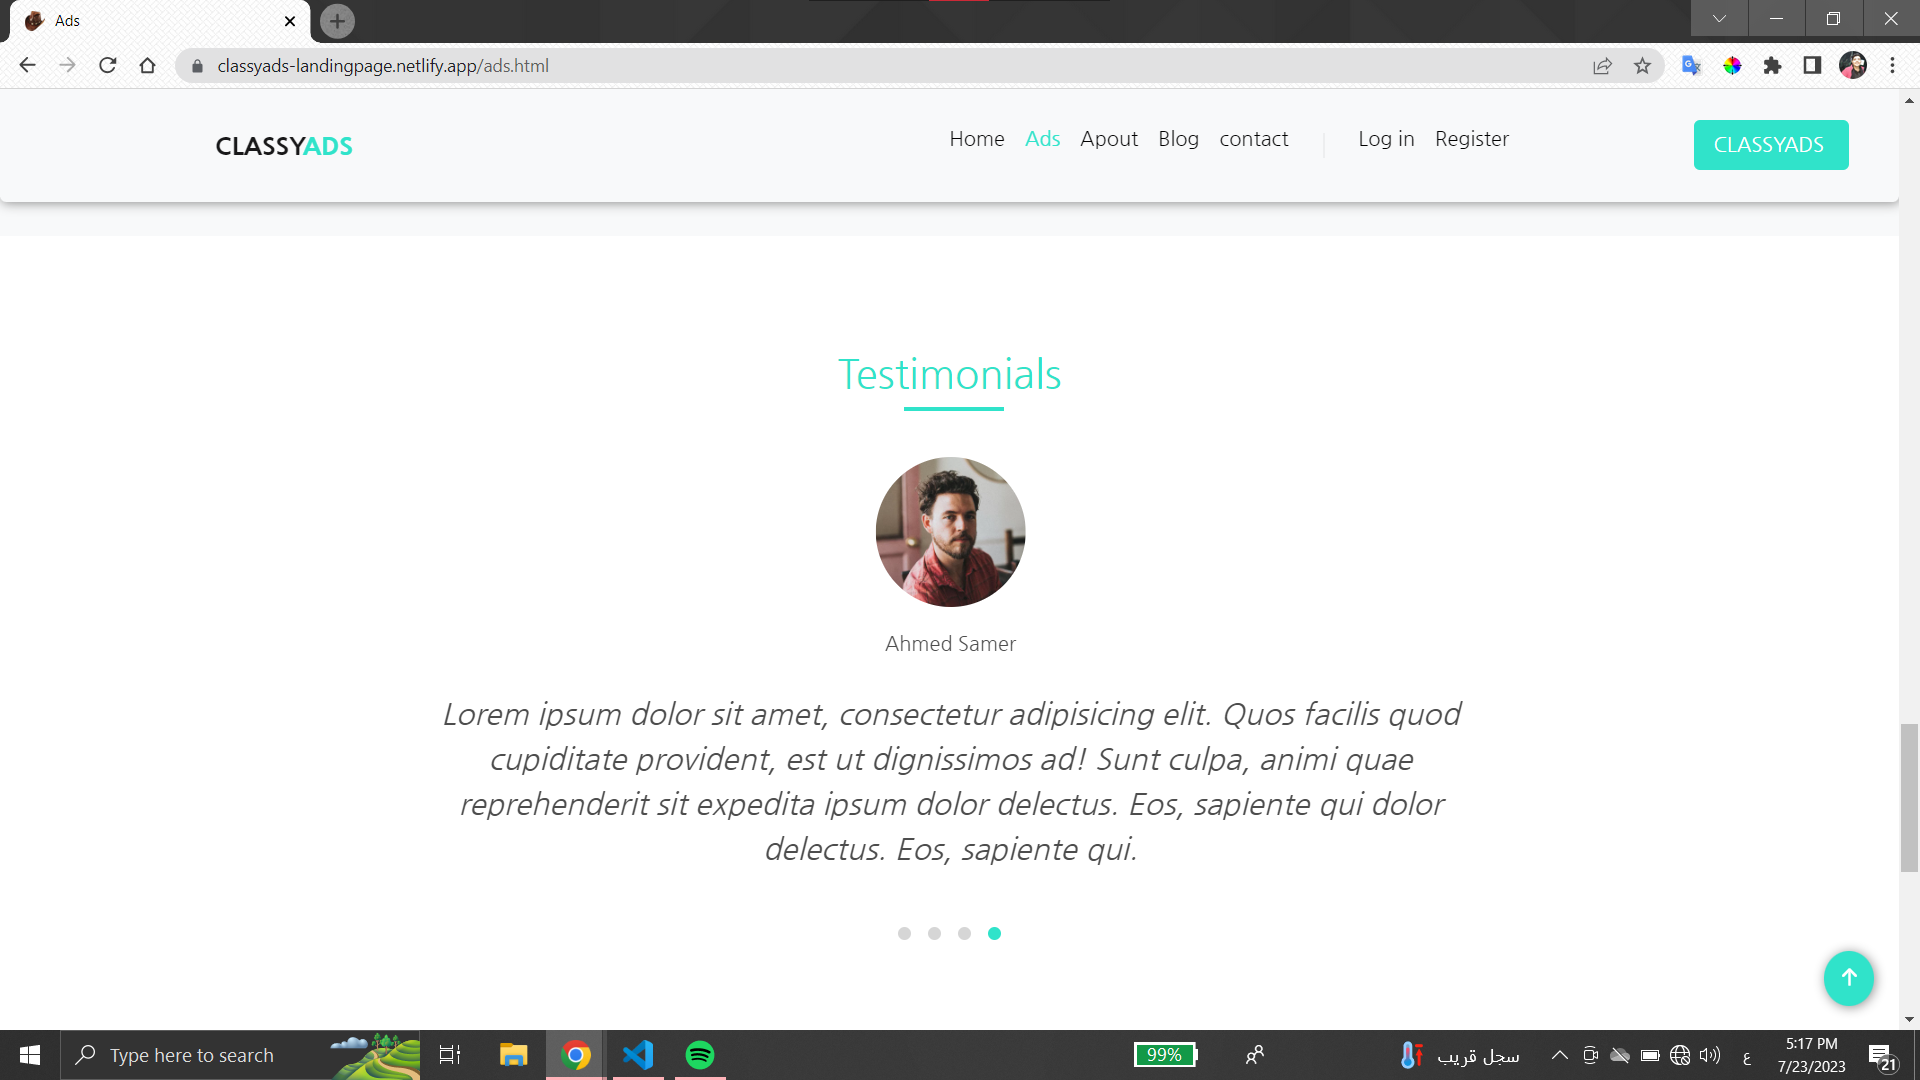 Ads
classyads-landingpage.netlify.app/ads.html
CLASSYADS
Home Ads Apout Blog contact Log in Register
CLASSYADS
Testimonials
Ahmed Samer
Lorem ipsum dolor sit amet, consectetur adipisicing elit. Quos facilis quod
cupiditate provident, est ut dignissimos ad! Sunt culpa, animi quae
reprehenderit sit expedita ipsum dolor delectus. Eos, sapiente qui dolor
delectus. Eos, sapiente qui.
Type here to search
99%
سجل قريب
ع
5:17 PM
7/23/2023
21